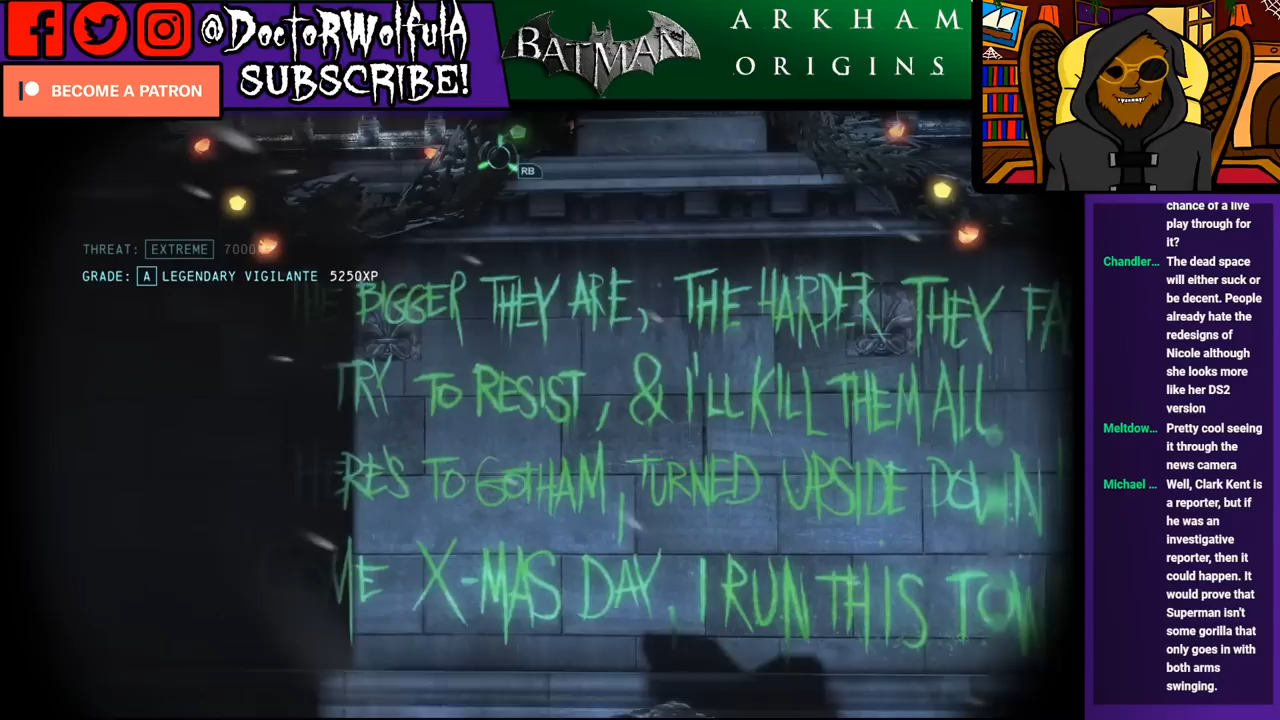 @DoctoRWolfulA
SUBSCRIBE!
BECOME A PATRON
BATMAN
ARKHAM
ORIGINS
RB
THREAT: EXTREME 7000
GRADE: A LEGENDARY VIGILANTE 5250XP
THE BIGGER THEY ARE, THE HARDER THEY FA
TRY TO RESIST, & I'LL KILL THEM ALL
HERE'S TO GOTHAM, TURNED UPSIDE DOWN
X-MAS DAY, I RUN THIS TOW
chance of a live
play through for
it?
Chandler... The dead space
will either suck or
be decent. People
already hate the
redesigns of
Nicole although
she looks more
like her DS2
version
Meltdow... Pretty cool seeing
it through the
news camera
Michael ... Well, Clark Kent is
a reporter, but if
he was an
investigative
reporter, then it
could happen. It
would prove that
Superman isn't
some gorilla that
only goes in with
both arms
swinging.